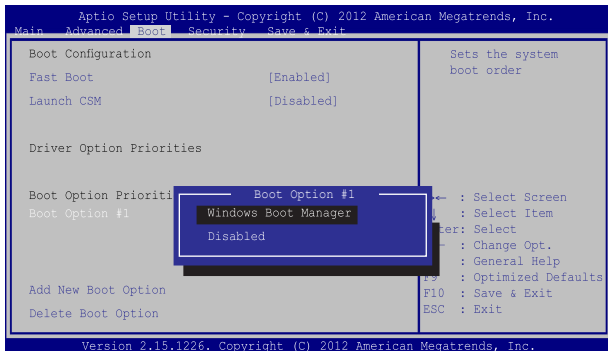 Aptio Setup Utility - Copyright (C) 2012 American Megatrends, Inc.
Main Advanced Boot Security Save & Exit
Boot Configuration
Fast Boot [Enabled]
Launch CSM [Disabled]
Driver Option Priorities
Boot Option Prioriti
Boot Option #1
Add New Boot Option
Delete Boot Option
Boot Option #1
Windows Boot Manager
Disabled
Sets the system
boot order
→← : Select Screen
: Select Item
er: Select
- : Change Opt.
: General Help
F9 : Optimized Defaults
F10 : Save & Exit
ESC : Exit
Version 2.15.1226. Copyright (C) 2012 American Megatrends, Inc.